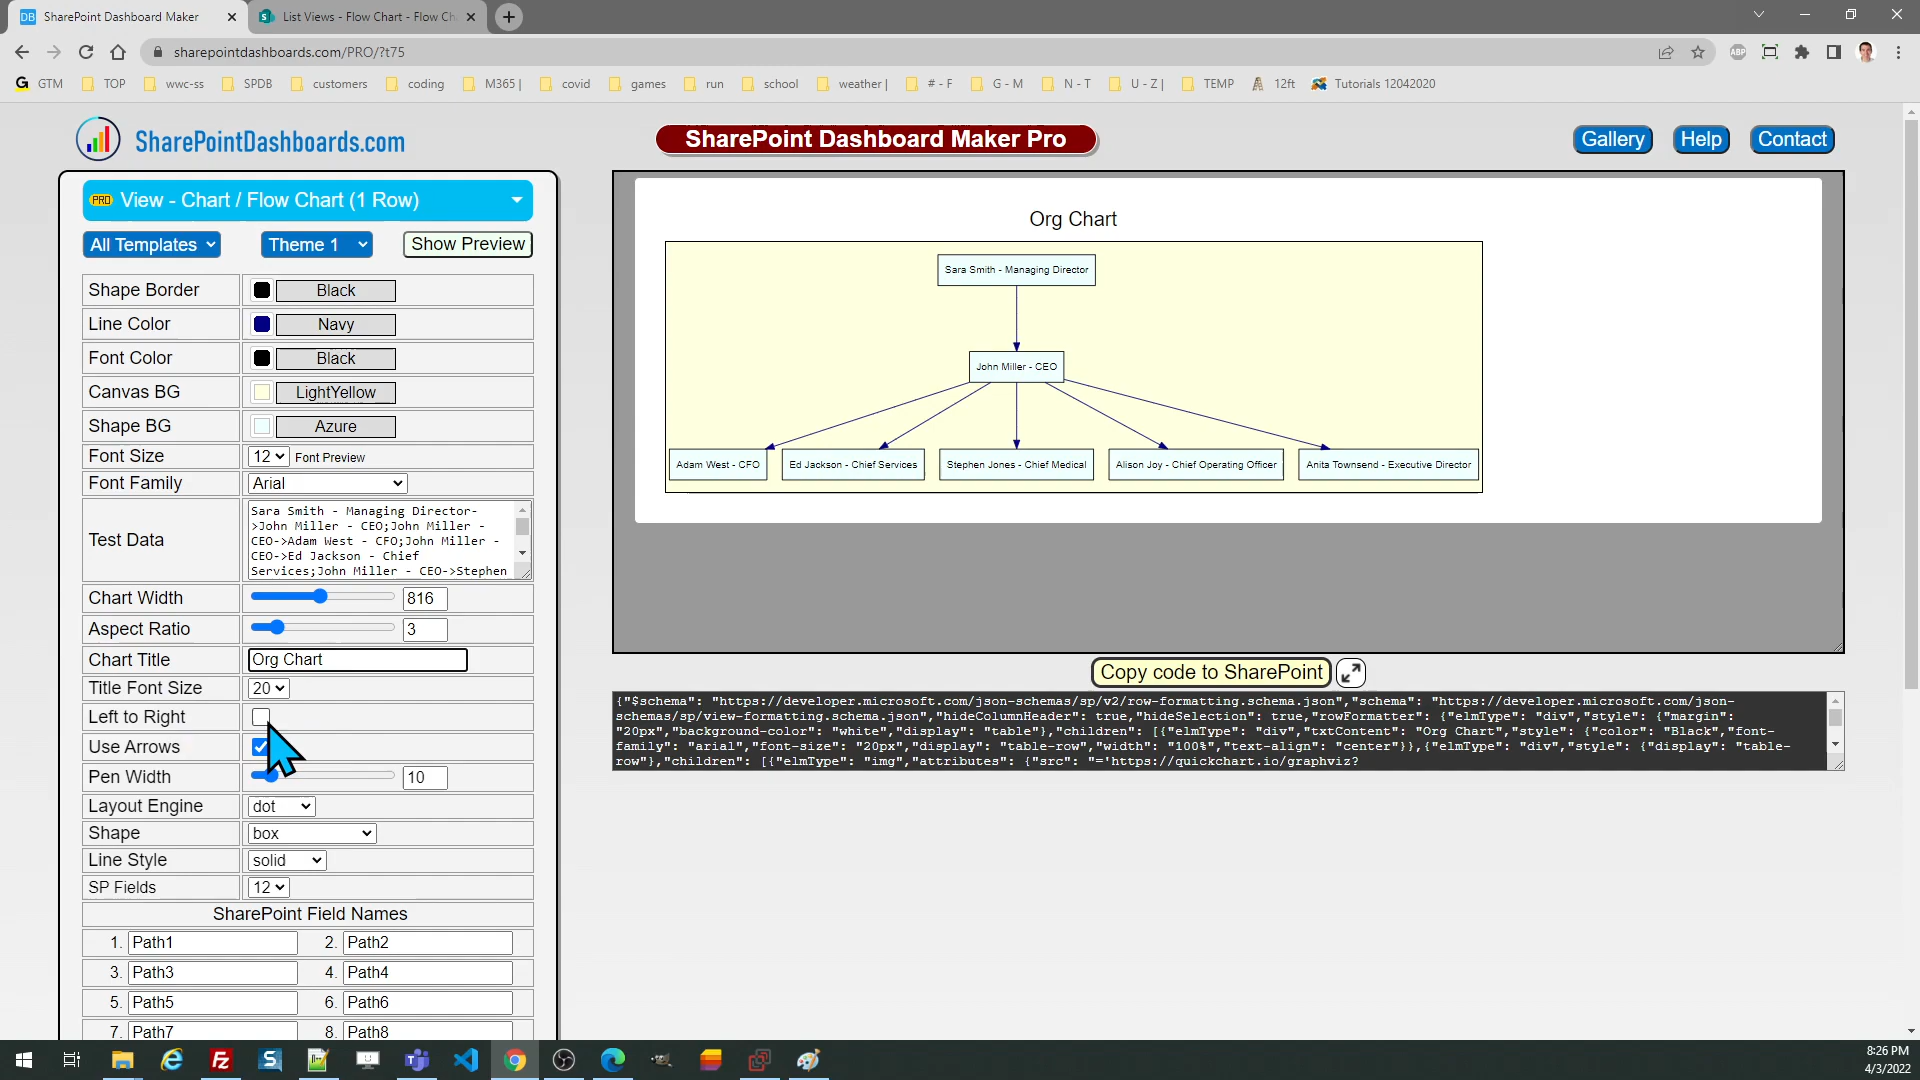 DB SharePoint Dashboard Maker
S List Views - Flow Chart - Flow Ch
sharepointdashboards.com/PRO/?t75
ABP
G GTM
TOP
wwc-ss
SPDB
customers
coding
M365 |
covid
games
run
school
weather |
# - F
G - M
N - T
U - Z |
TEMP
12ft
Tutorials 12042020
SharePointDashboards.com
SharePoint Dashboard Maker Pro
Gallery
Help
Contact
PRO View - Chart / Flow Chart (1 Row)
All Templates
Theme 1
Show Preview
Shape Border Black
Line Color Navy
Font Color Black
Canvas BG LightYellow
Shape BG Azure
Font Size 12 Font Preview
Font Family Arial
Test Data
Sara Smith - Managing Director-
>John Miller - CEO;John Miller -
CEO->Adam West - CFO;John Miller -
CEO->Ed Jackson - Chief
Services;John Miller - CEO->Stephen
Chart Width 816
Aspect Ratio 3
Chart Title Org Chart
Title Font Size 20
Left to Right
Use Arrows
Pen Width 10
Layout Engine dot
Shape box
Line Style solid
SP Fields 12
SharePoint Field Names
1. Path1 2. Path2
3. Path3 4. Path4
5. Path5 6. Path6
7. Path7 8. Path8
Org Chart
Sara Smith - Managing Director
John Miller - CEO
Adam West - CFO
Ed Jackson - Chief Services
Stephen Jones - Chief Medical
Alison Joy - Chief Operating Officer
Anita Townsend - Executive Director
Copy code to SharePoint
{"$schema": "https://developer.microsoft.com/json-schemas/sp/v2/row-formatting.schema.json","schema": "https://developer.microsoft.com/json-
schemas/sp/view-formatting.schema.json","hideColumnHeader": true,"hideSelection": true,"rowFormatter": {"elmType": "div","style": {"margin":
"20px","background-color": "white","display": "table"},"children": [{"elmType": "div","txtContent": "Org Chart","style": {"color": "Black","font-
family": "arial","font-size": "20px","display": "table-row","width": "100%","text-align": "center"}},{"elmType": "div","style": {"display": "table-
row"},"children": [{"elmType": "img","attributes": {"src": "='https://quickchart.io/graphviz?
8:26 PM
4/3/2022